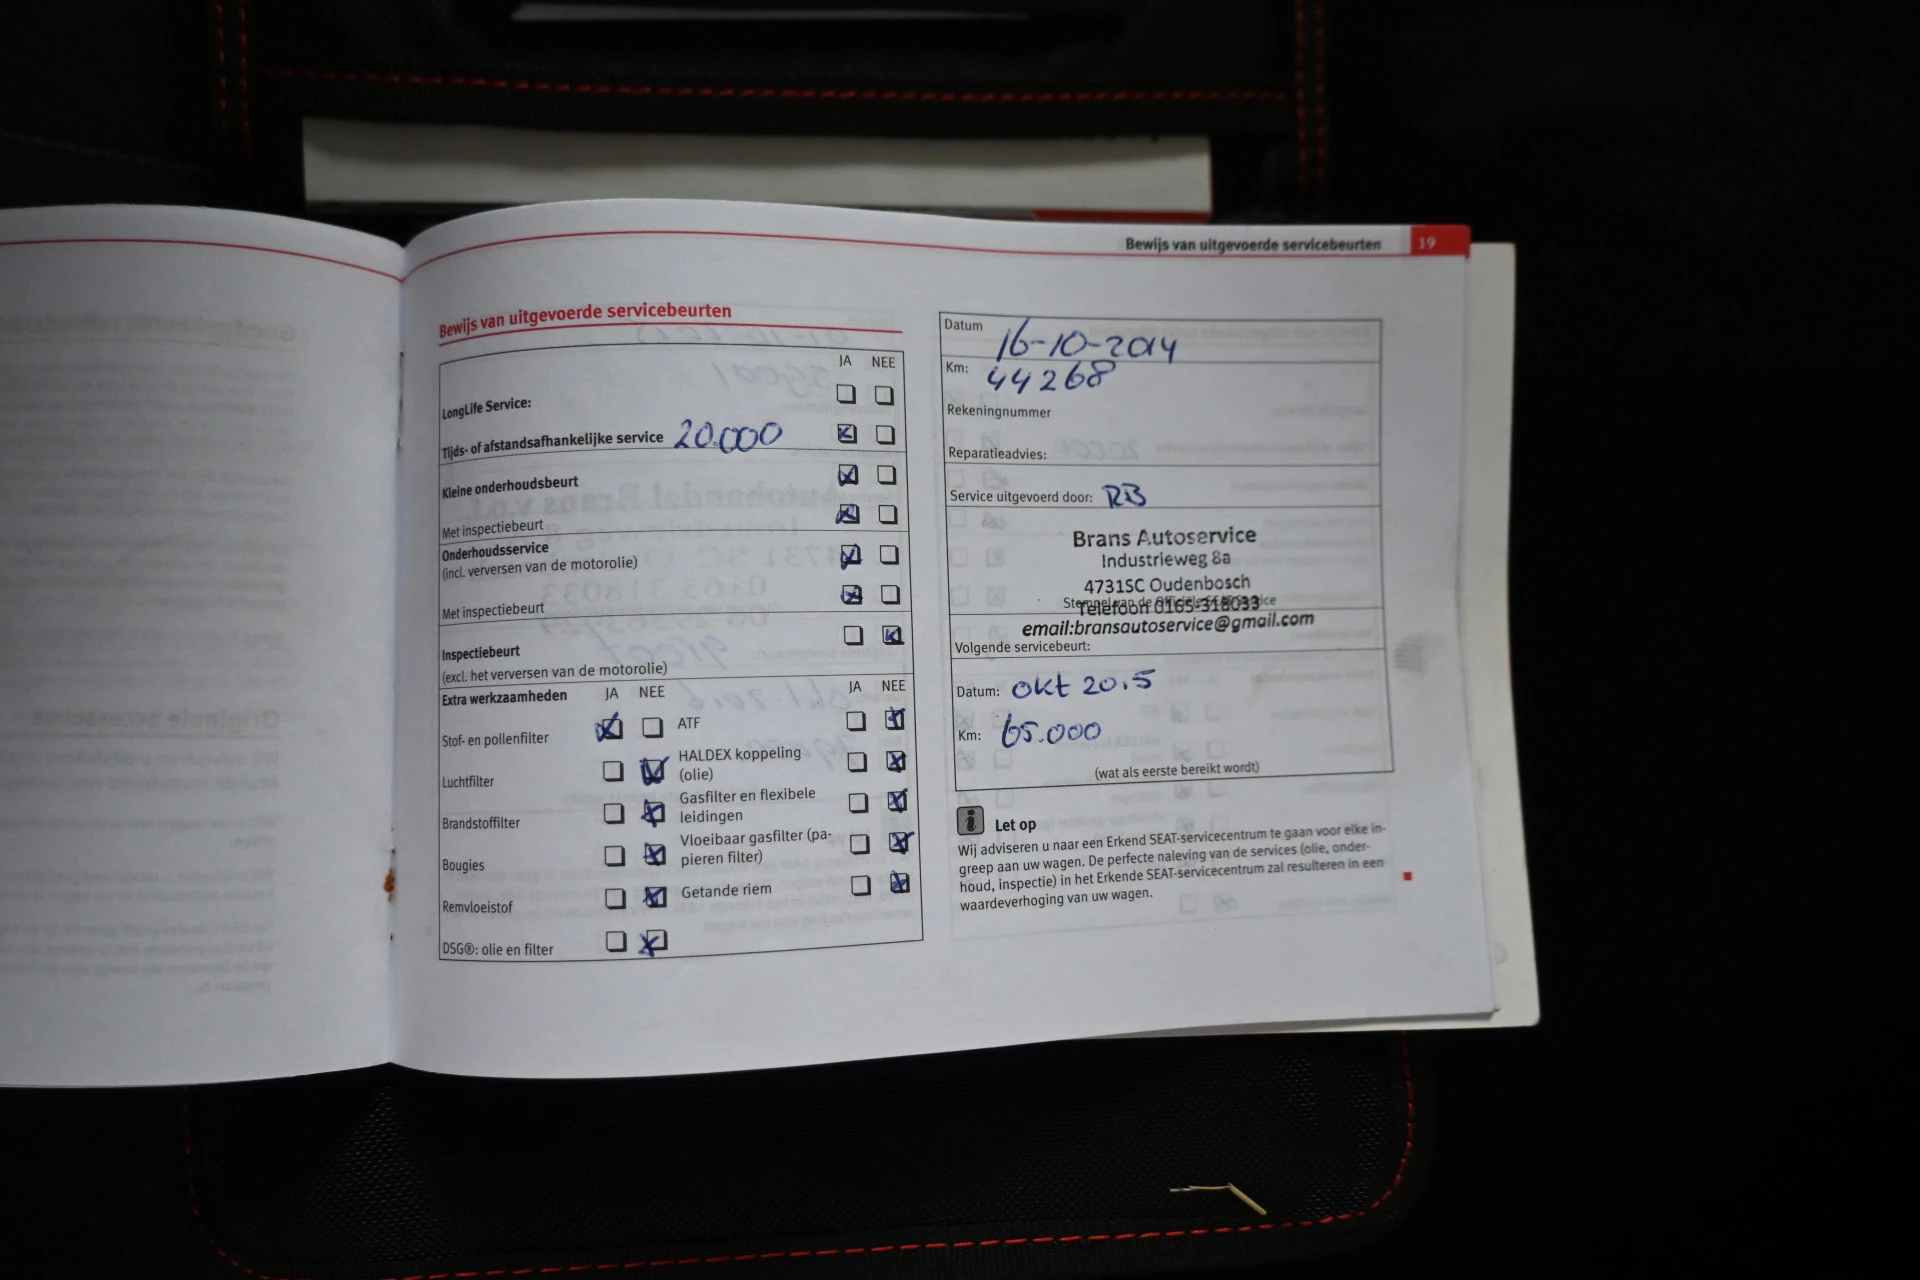 Bewijs van uitgevoerde servicebeurten 19
Bewijs van uitgevoerde servicebeurten
JA NEE
LongLife Service:
Tijds- of afstandsafhankelijke service 20.000
Kleine onderhoudsbeurt
Met inspectiebeurt
Onderhoudsservice
(incl. verversen van de motorolie)
Met inspectiebeurt
Inspectiebeurt
(excl. het verversen van de motorolie)
Extra werkzaamheden JA NEE JA NEE
Stof- en pollenfilter
Luchtfilter
Brandstoffilter
Bougies
Remvloeistof
DSG®: olie en filter
ATF
HALDEX koppeling
(olie)
Gasfilter en flexibele
leidingen
Vloeibaar gasfilter (pa-
pieren filter)
Getande riem
Datum 16-10-2014
Km: 44268
Rekeningnummer
Reparatieadvies:
Service uitgevoerd door: RB
Brans Autoservice
Industrieweg 8a
4731SC Oudenbosch
Stempel van de Officiële SEAT-Service
Telefoon 0165-318033
email:bransautoservice@gmail.com
Volgende servicebeurt:
Datum: okt 2015
Km: 65.000
(wat als eerste bereikt wordt)
Let op
Wij adviseren u naar een Erkend SEAT-servicecentrum te gaan voor elke in-
greep aan uw wagen. De perfecte naleving van de services (olie, onder-
houd, inspectie) in het Erkende SEAT-servicecentrum zal resulteren in een
waardeverhoging van uw wagen.